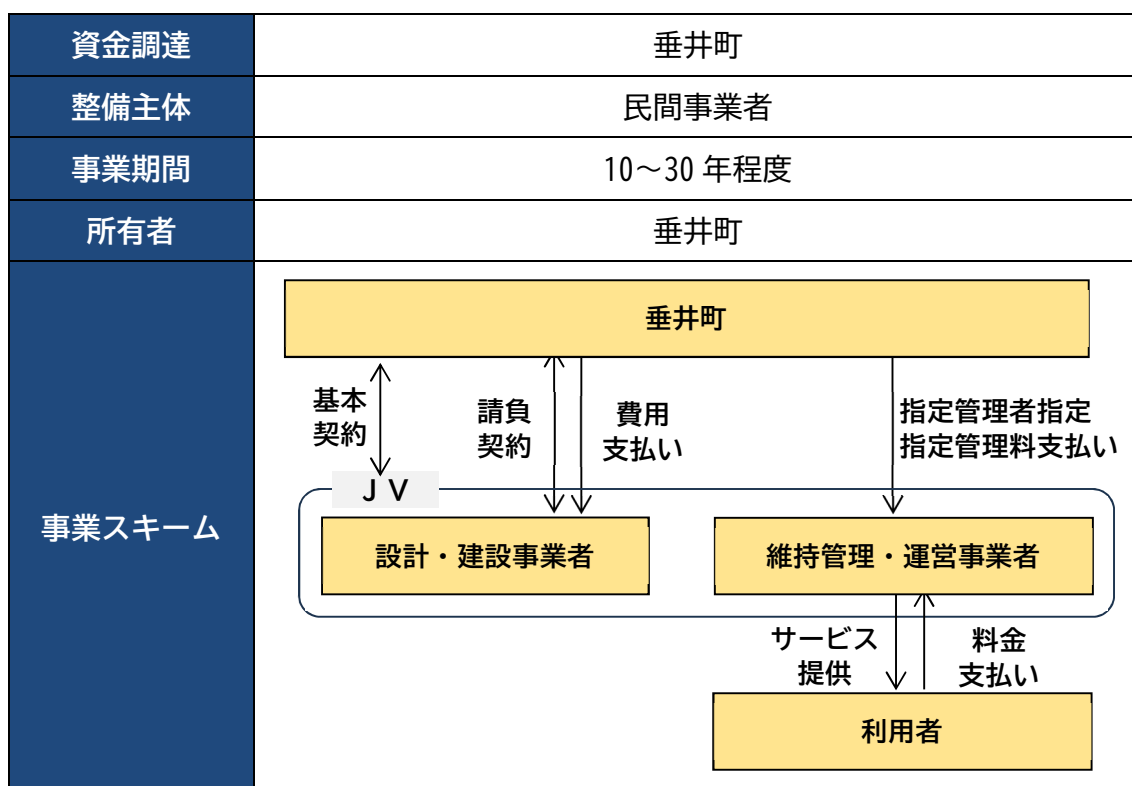 資金調達
垂井町
整備主体
民間事業者
事業期間
10～30 年程度
所有者
垂井町
事業スキーム
垂井町
基本
契約
請負
契約
費用
支払い
指定管理者指定
指定管理料支払い
ＪＶ
設計・建設事業者
維持管理・運営事業者
サービス
提供
料金
支払い
利用者